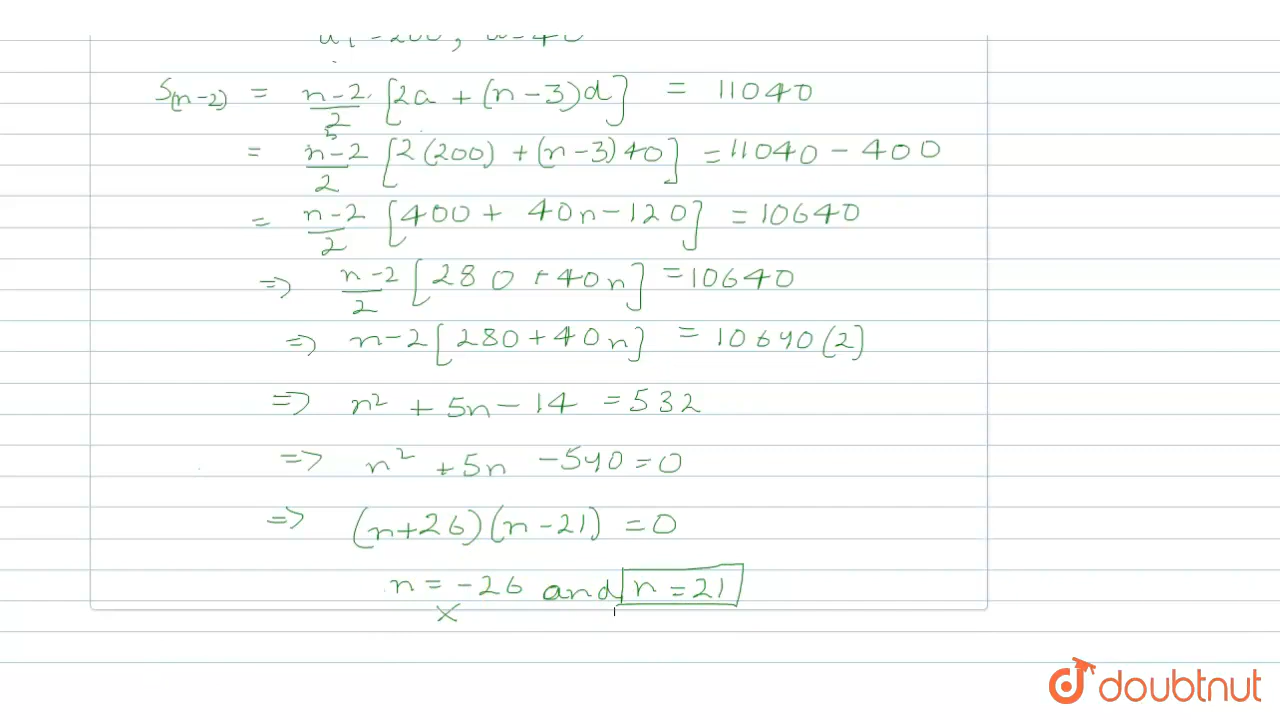 S(n-2) = n-2/2 [2a + (n-3)d] = 11040
= n-2/2 [2(200) + (n-3)40] = 11040 - 400
= n-2/2 [400 + 40n - 120] = 10640
=> n-2/2 [280 + 40n] = 10640
=> n-2 [280 + 40n] = 10640(2)
=> n² + 5n - 14 = 532
=> n² + 5n - 540 = 0
=> (n+26)(n-21) = 0
n = -26 and n = 21
×
doubtnut